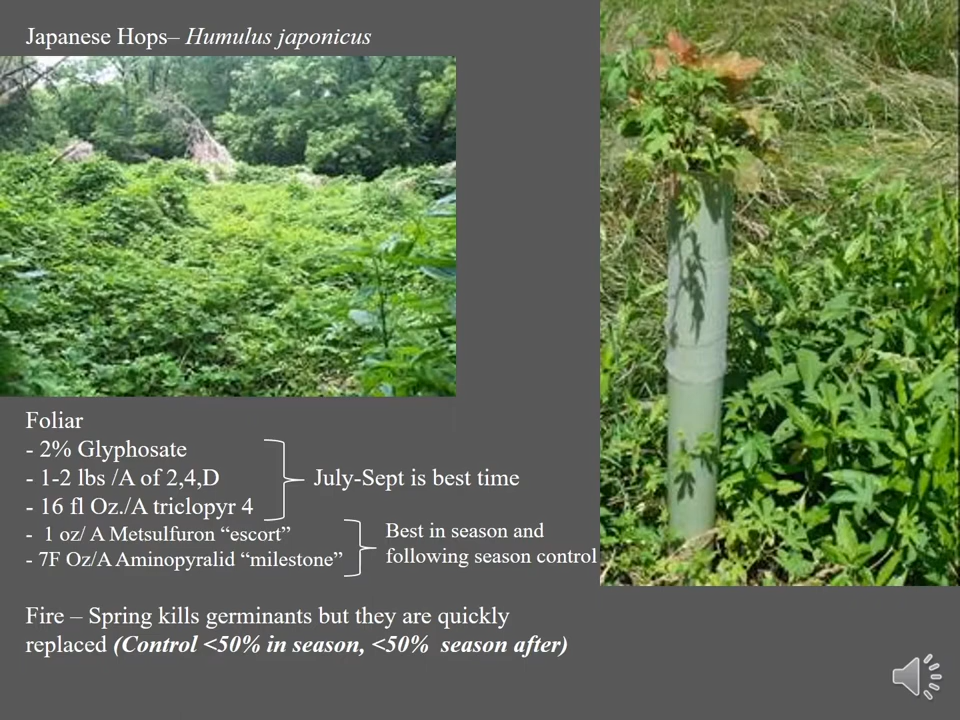 Japanese Hops– Humulus japonicus
Foliar
- 2% Glyphosate
- 1-2 lbs /A of 2,4,D
- 16 fl Oz./A triclopyr 4
July-Sept is best time
- 1 oz/ A Metsulfuron “escort”
- 7F Oz/A Aminopyralid “milestone”
Best in season and
following season control
Fire – Spring kills germinants but they are quickly
replaced (Control <50% in season, <50% season after)